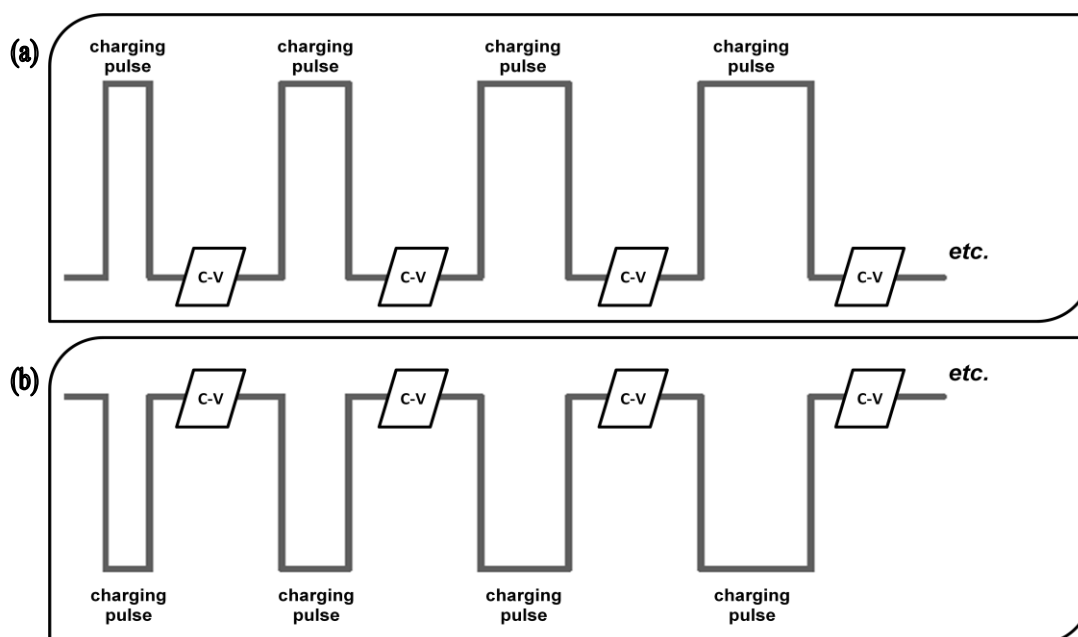 (a)
charging charging charging charging
pulse pulse pulse pulse
etc.
C-V C-V C-V C-V
(b)
etc.
C-V C-V C-V C-V
charging charging charging charging
pulse pulse pulse pulse